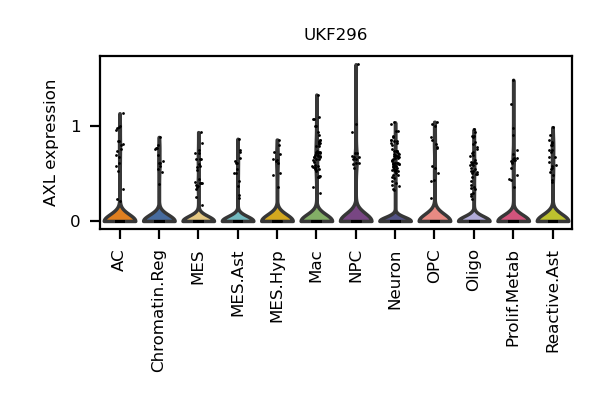 UKF296
AXL expression
1
0
AC
Chromatin.Reg
MES
MES.Ast
MES.Hyp
Mac
NPC
Neuron
OPC
Oligo
Prolif.Metab
Reactive.Ast